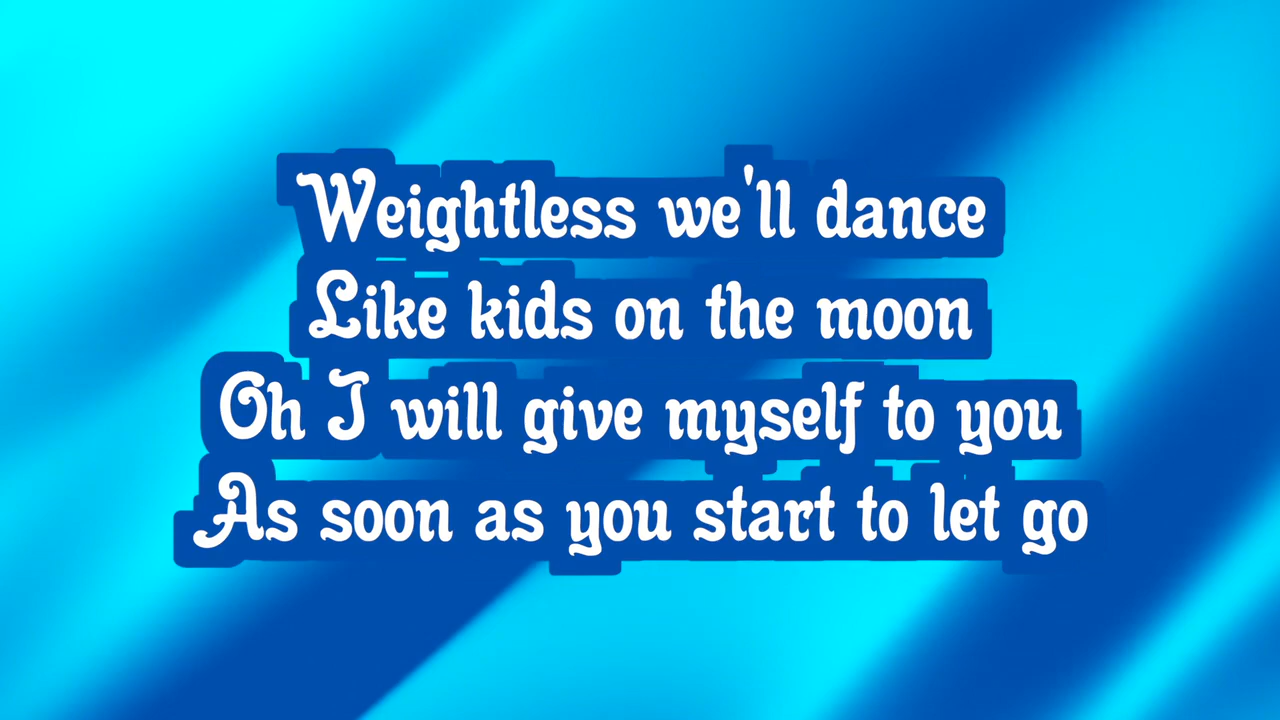 Weightless we'll dance
Like kids on the moon
Oh I will give myself to you
As soon as you start to let go